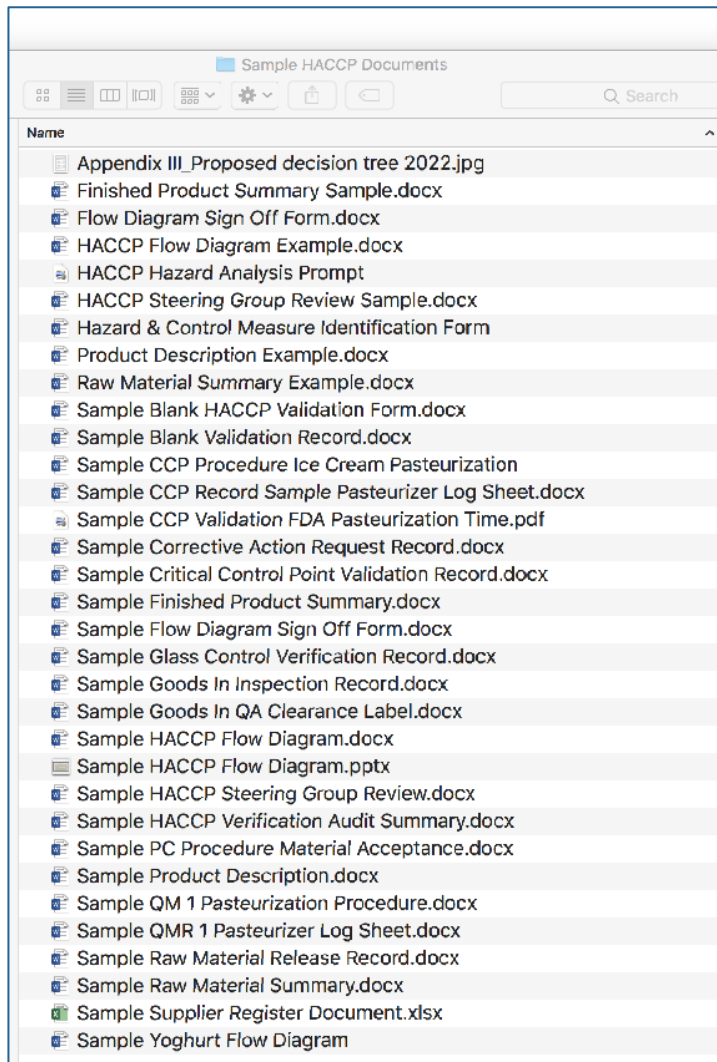 Sample HACCP Documents
Search
Name
Appendix III_Proposed decision tree 2022.jpg
Finished Product Summary Sample.docx
Flow Diagram Sign Off Form.docx
HACCP Flow Diagram Example.docx
HACCP Hazard Analysis Prompt
HACCP Steering Group Review Sample.docx
Hazard & Control Measure Identification Form
Product Description Example.docx
Raw Material Summary Example.docx
Sample Blank HACCP Validation Form.docx
Sample Blank Validation Record.docx
Sample CCP Procedure Ice Cream Pasteurization
Sample CCP Record Sample Pasteurizer Log Sheet.docx
Sample CCP Validation FDA Pasteurization Time.pdf
Sample Corrective Action Request Record.docx
Sample Critical Control Point Validation Record.docx
Sample Finished Product Summary.docx
Sample Flow Diagram Sign Off Form.docx
Sample Glass Control Verification Record.docx
Sample Goods In Inspection Record.docx
Sample Goods In QA Clearance Label.docx
Sample HACCP Flow Diagram.docx
Sample HACCP Flow Diagram.pptx
Sample HACCP Steering Group Review.docx
Sample HACCP Verification Audit Summary.docx
Sample PC Procedure Material Acceptance.docx
Sample Product Description.docx
Sample QM 1 Pasteurization Procedure.docx
Sample QMR 1 Pasteurizer Log Sheet.docx
Sample Raw Material Release Record.docx
Sample Raw Material Summary.docx
Sample Supplier Register Document.xlsx
Sample Yoghurt Flow Diagram